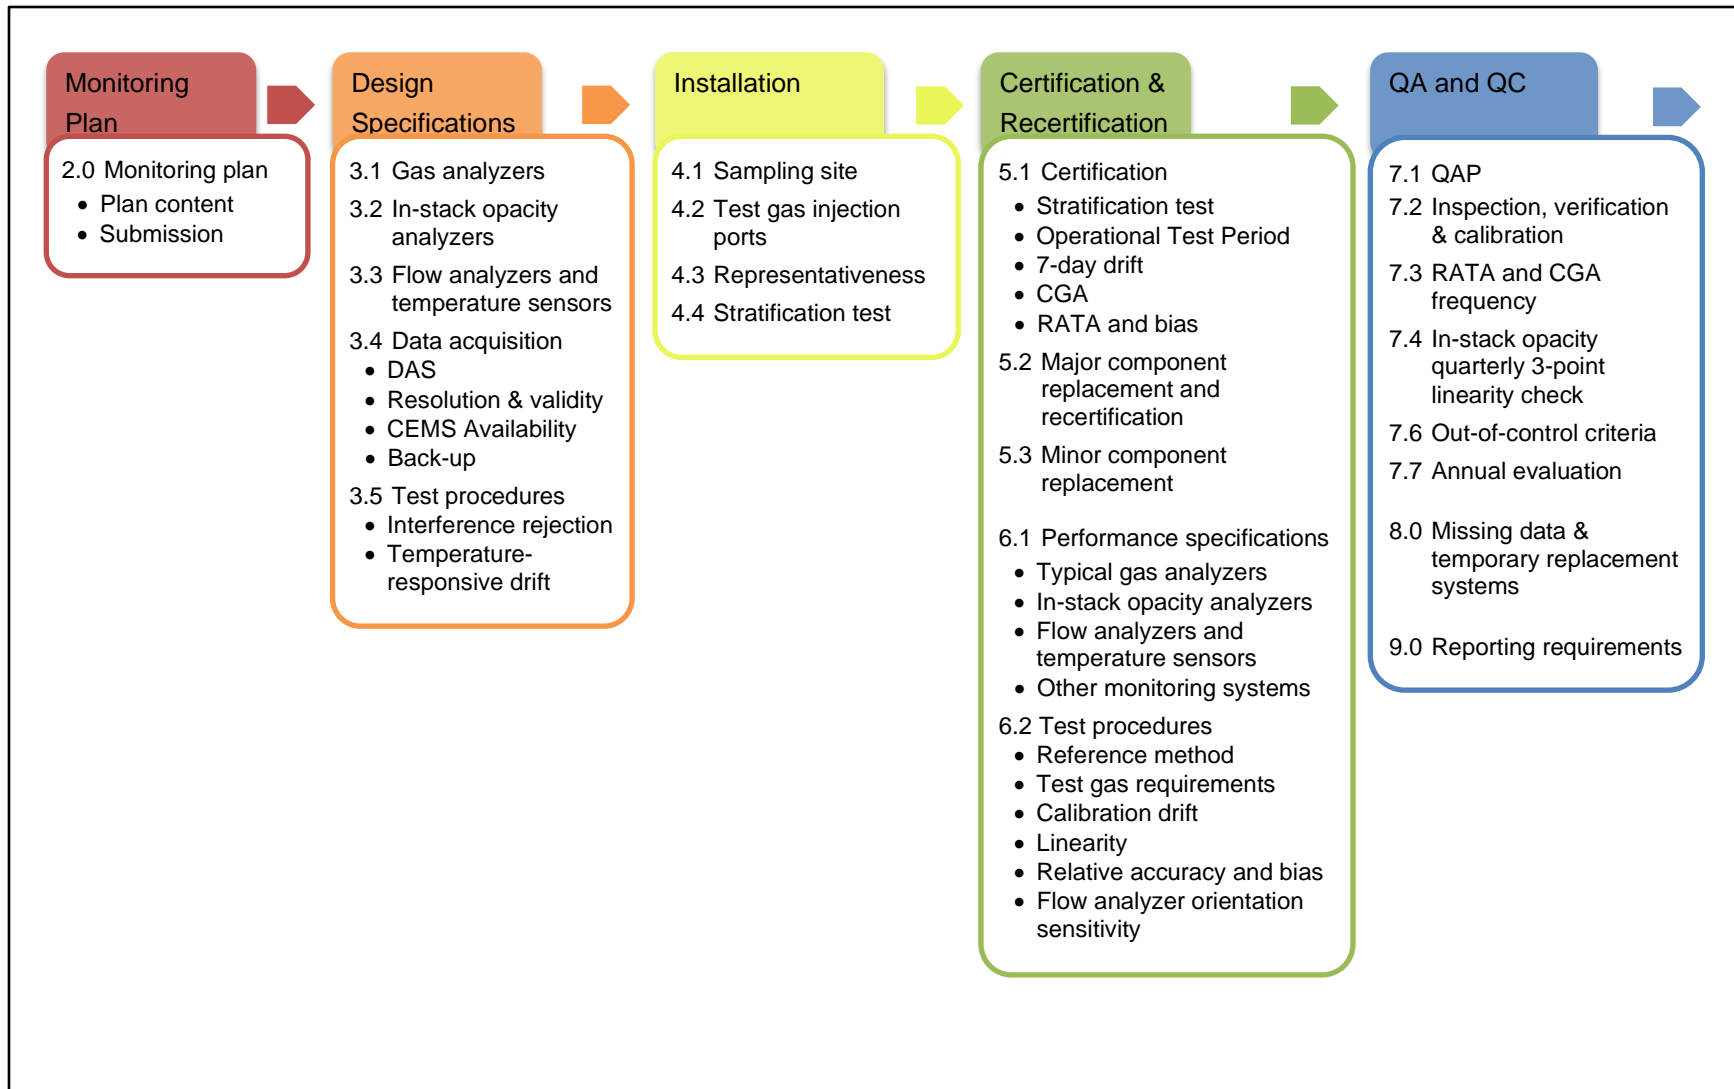 Monitoring
Plan
2.0 Monitoring plan
• Plan content
• Submission
Design
Specifications
3.1 Gas analyzers
3.2 In-stack opacity
analyzers
3.3 Flow analyzers and
temperature sensors
3.4 Data acquisition
• DAS
• Resolution & validity
• CEMS Availability
• Back-up
3.5 Test procedures
• Interference rejection
• Temperature-
responsive drift
Installation
4.1 Sampling site
4.2 Test gas injection
ports
4.3 Representativeness
4.4 Stratification test
Certification &
Recertification
5.1 Certification
• Stratification test
• Operational Test Period
• 7-day drift
• CGA
• RATA and bias
5.2 Major component
replacement and
recertification
5.3 Minor component
replacement
6.1 Performance specifications
• Typical gas analyzers
• In-stack opacity analyzers
• Flow analyzers and
temperature sensors
• Other monitoring systems
6.2 Test procedures
• Reference method
• Test gas requirements
• Calibration drift
• Linearity
• Relative accuracy and bias
• Flow analyzer orientation
sensitivity
QA and QC
7.1 QAP
7.2 Inspection, verification
& calibration
7.3 RATA and CGA
frequency
7.4 In-stack opacity
quarterly 3-point
linearity check
7.6 Out-of-control criteria
7.7 Annual evaluation
8.0 Missing data &
temporary replacement
systems
9.0 Reporting requirements